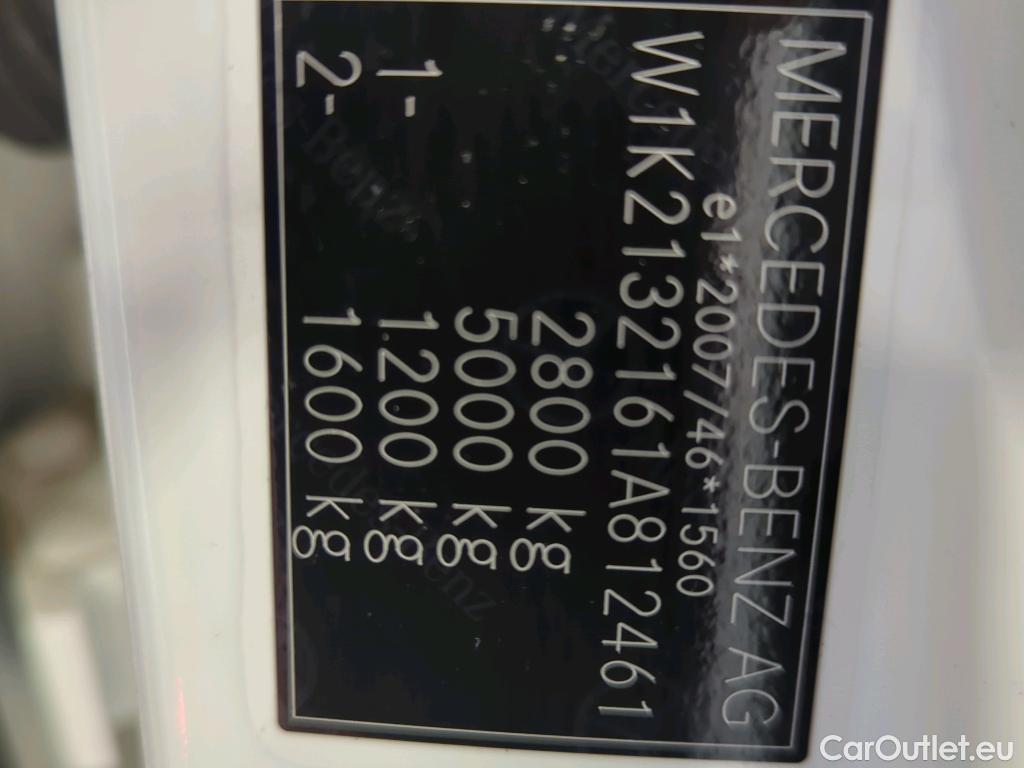 MERCEDES-BENZ AG
e1*2007/46*1560
W1K2132161A812461
2800 kg
5000 kg
1- 1200 kg
2- 1600 kg
CarOutlet.eu